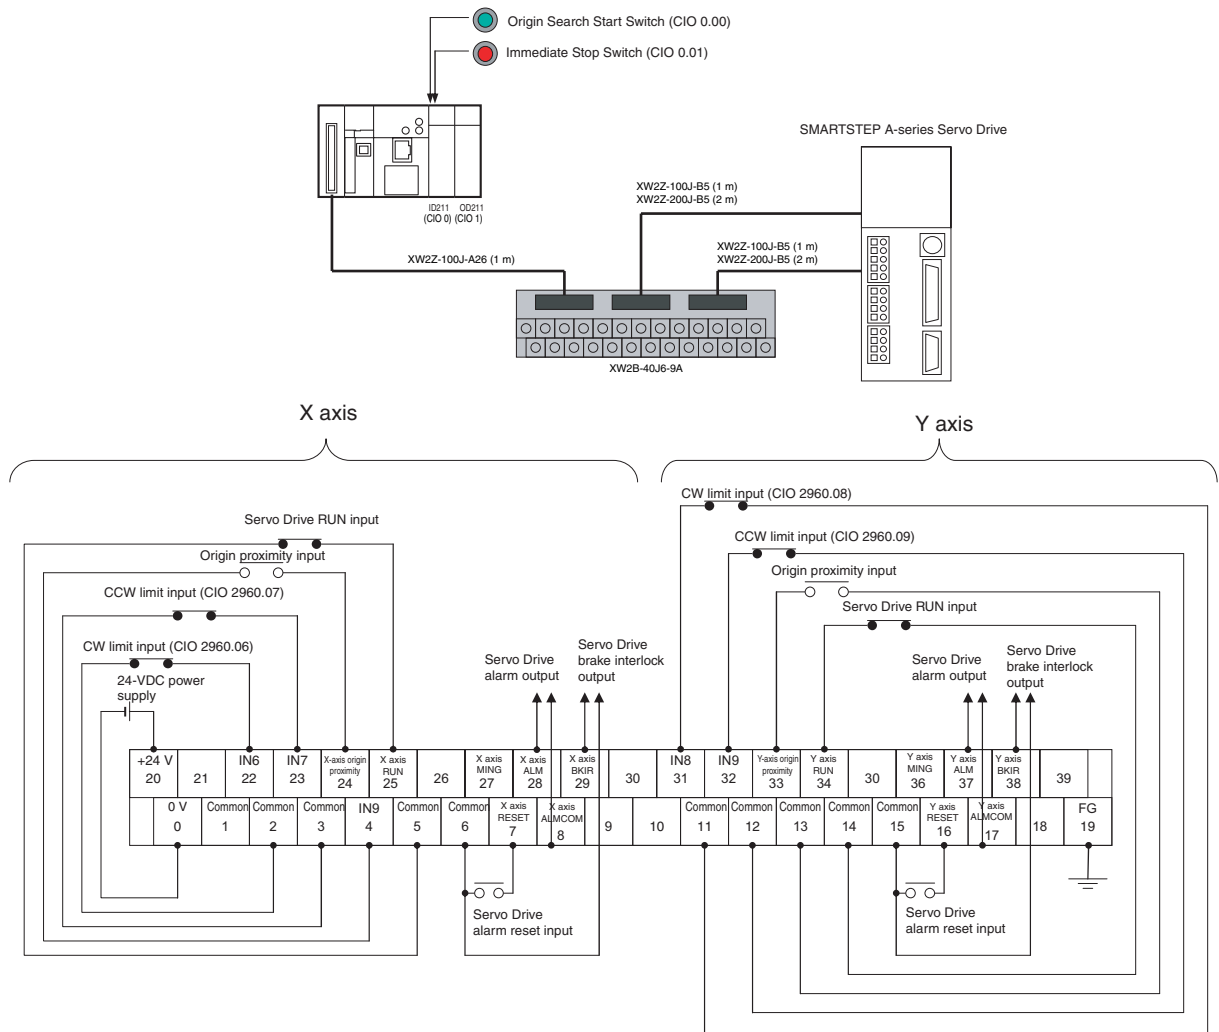 Origin Search Start Switch (CIO 0.00)
Immediate Stop Switch (CIO 0.01)
SMARTSTEP A-series Servo Drive
ID211 OD211
(CIO 0) (CIO 1)
XW2Z-100J-B5 (1 m)
XW2Z-200J-B5 (2 m)
XW2Z-100J-B5 (1 m)
XW2Z-200J-B5 (2 m)
XW2Z-100J-A26 (1 m)
XW2B-40J6-9A
X axis
Y axis
Servo Drive RUN input
Origin proximity input
CCW limit input (CIO 2960.07)
CW limit input (CIO 2960.06)
24-VDC power
supply
Servo Drive
alarm output
Servo Drive
brake interlock
output
CW limit input (CIO 2960.08)
CCW limit input (CIO 2960.09)
Origin proximity input
Servo Drive RUN input
Servo Drive
alarm output
Servo Drive
brake interlock
output
+24 V
20
21
IN6
22
IN7
23
X-axis origin
proximity
24
X axis
RUN
25
26
X axis
MING
27
X axis
ALM
28
X axis
BKIR
29
30
IN8
31
IN9
32
Y-axis origin
proximity
33
Y axis
RUN
34
30
Y axis
MING
36
Y axis
ALM
37
Y axis
BKIR
38
39
0 V
0
Common
1
Common
2
Common
3
IN9
4
Common
5
Common
6
X axis
RESET
7
X axis
ALMCOM
8
9
10
Common
11
Common
12
Common
13
Common
14
Common
15
Y axis
RESET
16
Y axis
ALMCOM
17
18
FG
19
Servo Drive
alarm reset input
Servo Drive
alarm reset input